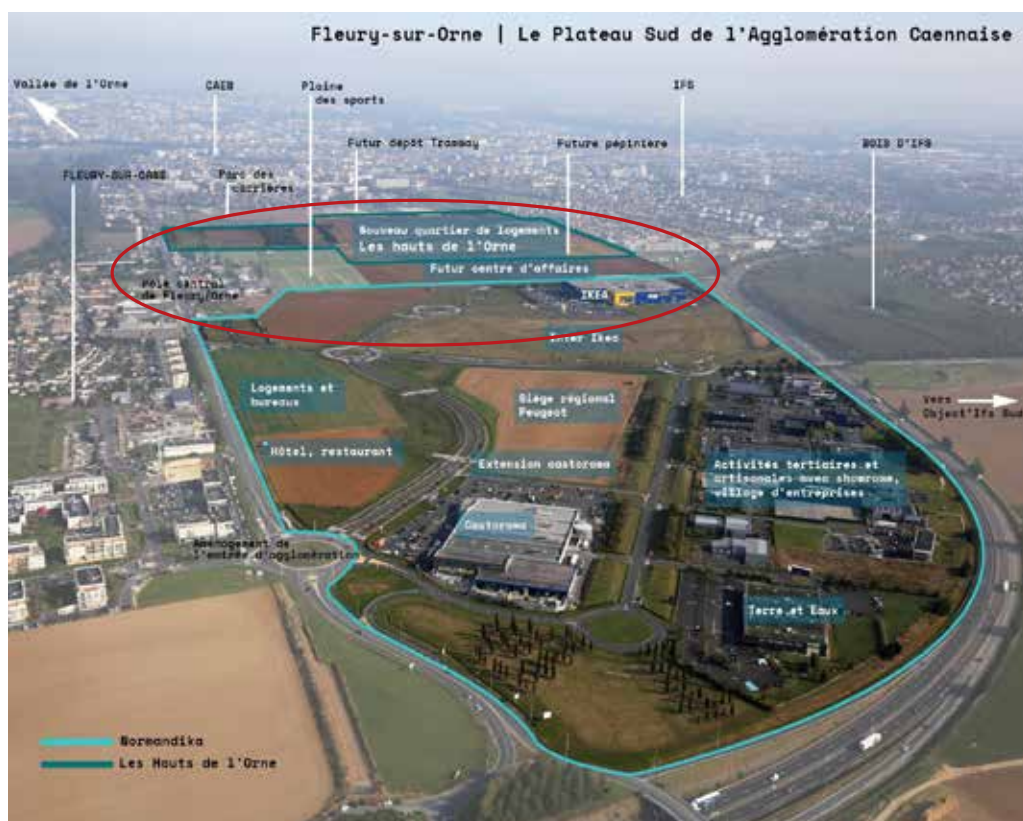 Fleury-sur-Orne | Le Plateau Sud de l'Agglomération Caennaise
Vallée de l'Orne
CAEN
Plaine
des sports
IFS
Futur dépôt Tramway
Future pépinière
BOIS D'IFS
FLEURY-SUR-ORNE
Parc des
carrières
Nouveau quartier de logements
Les hauts de l'Orne
Futur centre d'affaires
Pôle central
de Fleury/Orne
IKEA
Inter Ikea
Logements et
bureaux
Siège régional
Peugeot
Vers
Object'Ifs Sud
Hôtel, restaurant
Extension castorama
Activités tertiaires et
artisanales avec showroom,
village d'entreprises
Castorama
Aménagement de
l'entrée d'agglomération
Terre et Eaux
Normandika
Les Hauts de l'Orne